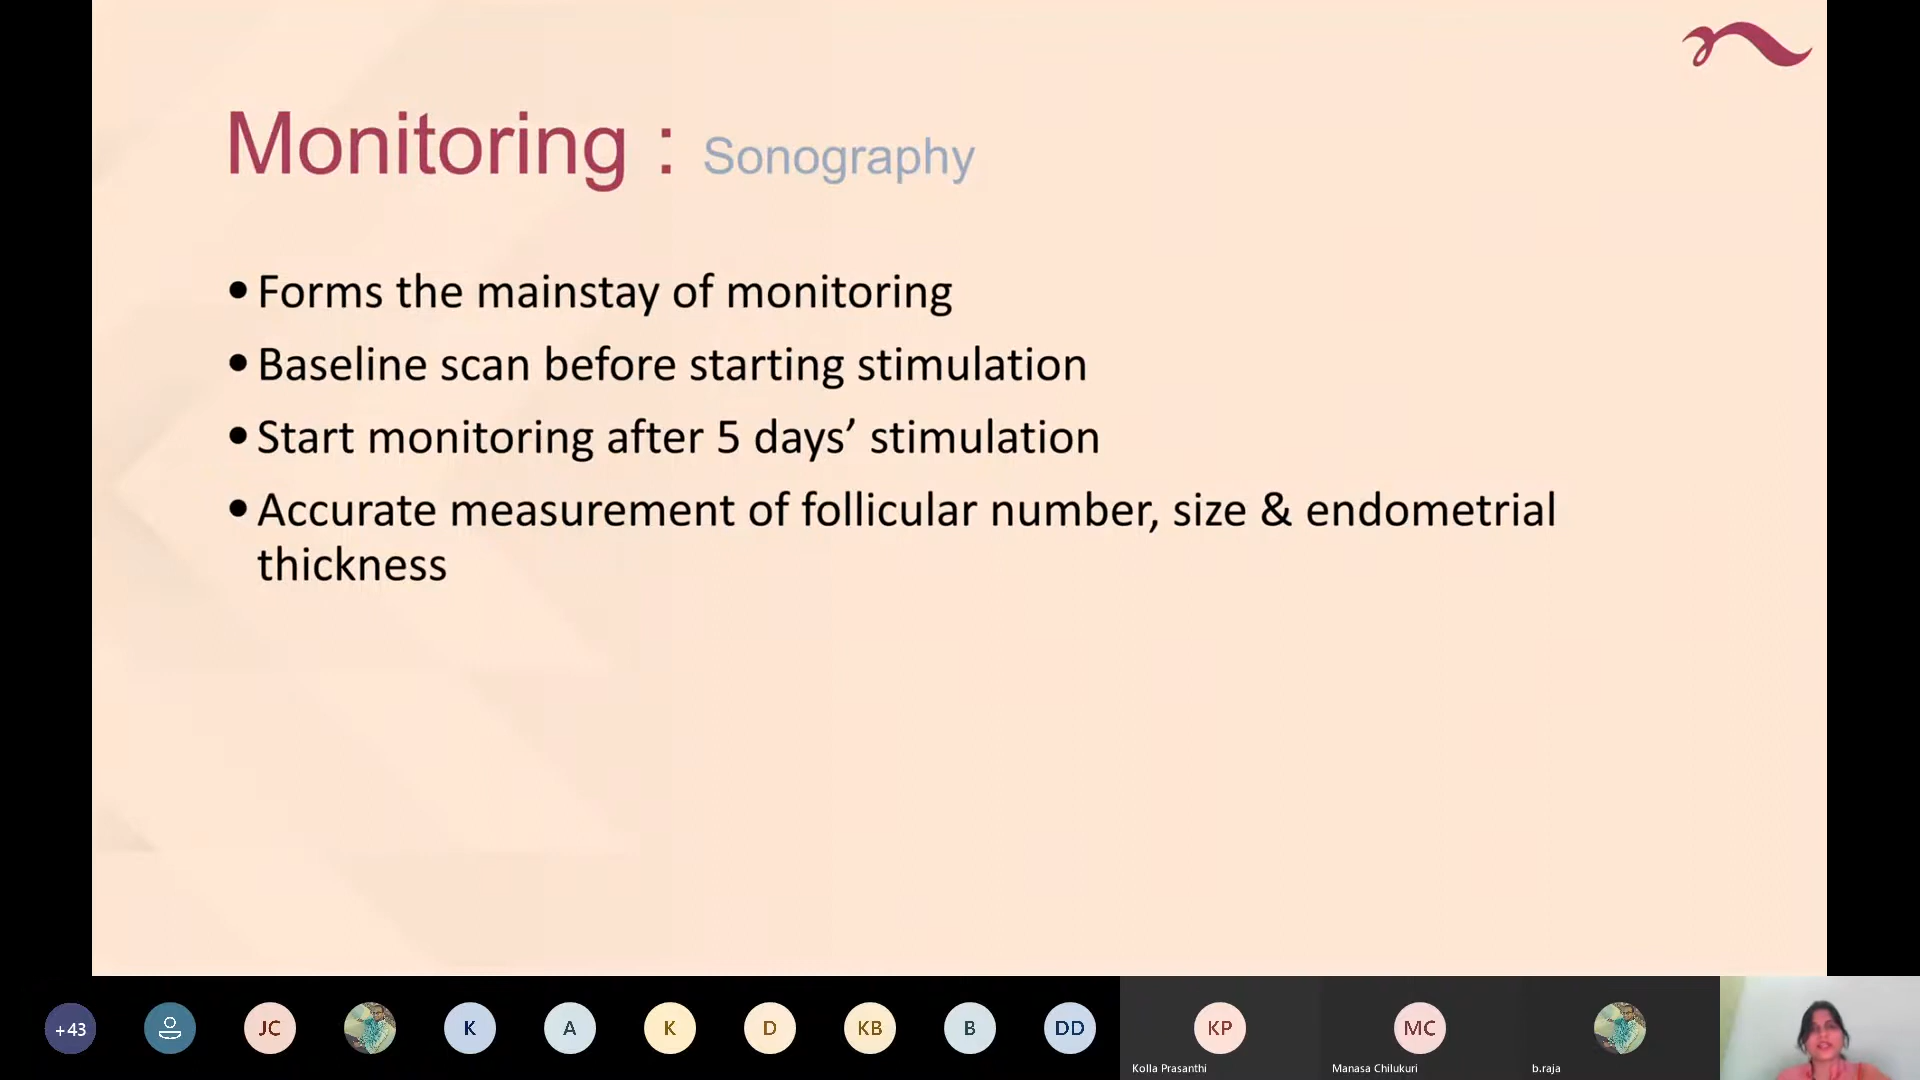 Monitoring : Sonography
• Forms the mainstay of monitoring
• Baseline scan before starting stimulation
• Start monitoring after 5 days’ stimulation
• Accurate measurement of follicular number, size & endometrial
thickness
+43
JC
K
A
K
D
KB
B
DD
KP
MC
Kolla Prasanthi
Manasa Chilukuri
b.raja